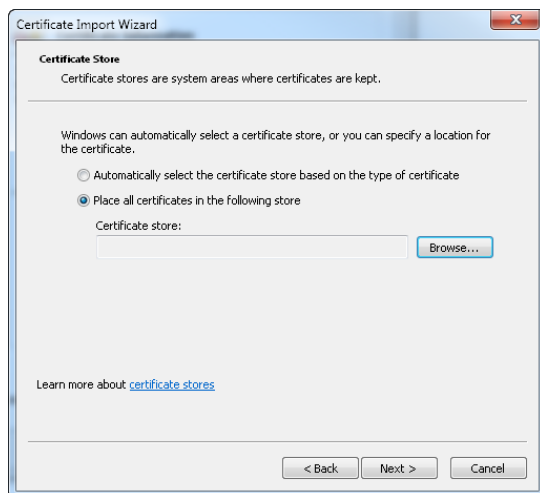 Certificate Import Wizard
Certificate Store
Certificate stores are system areas where certificates are kept.
Windows can automatically select a certificate store, or you can specify a location for
the certificate.
Automatically select the certificate store based on the type of certificate
Place all certificates in the following store
Certificate store:
Browse...
Learn more about certificate stores
< Back Next > Cancel